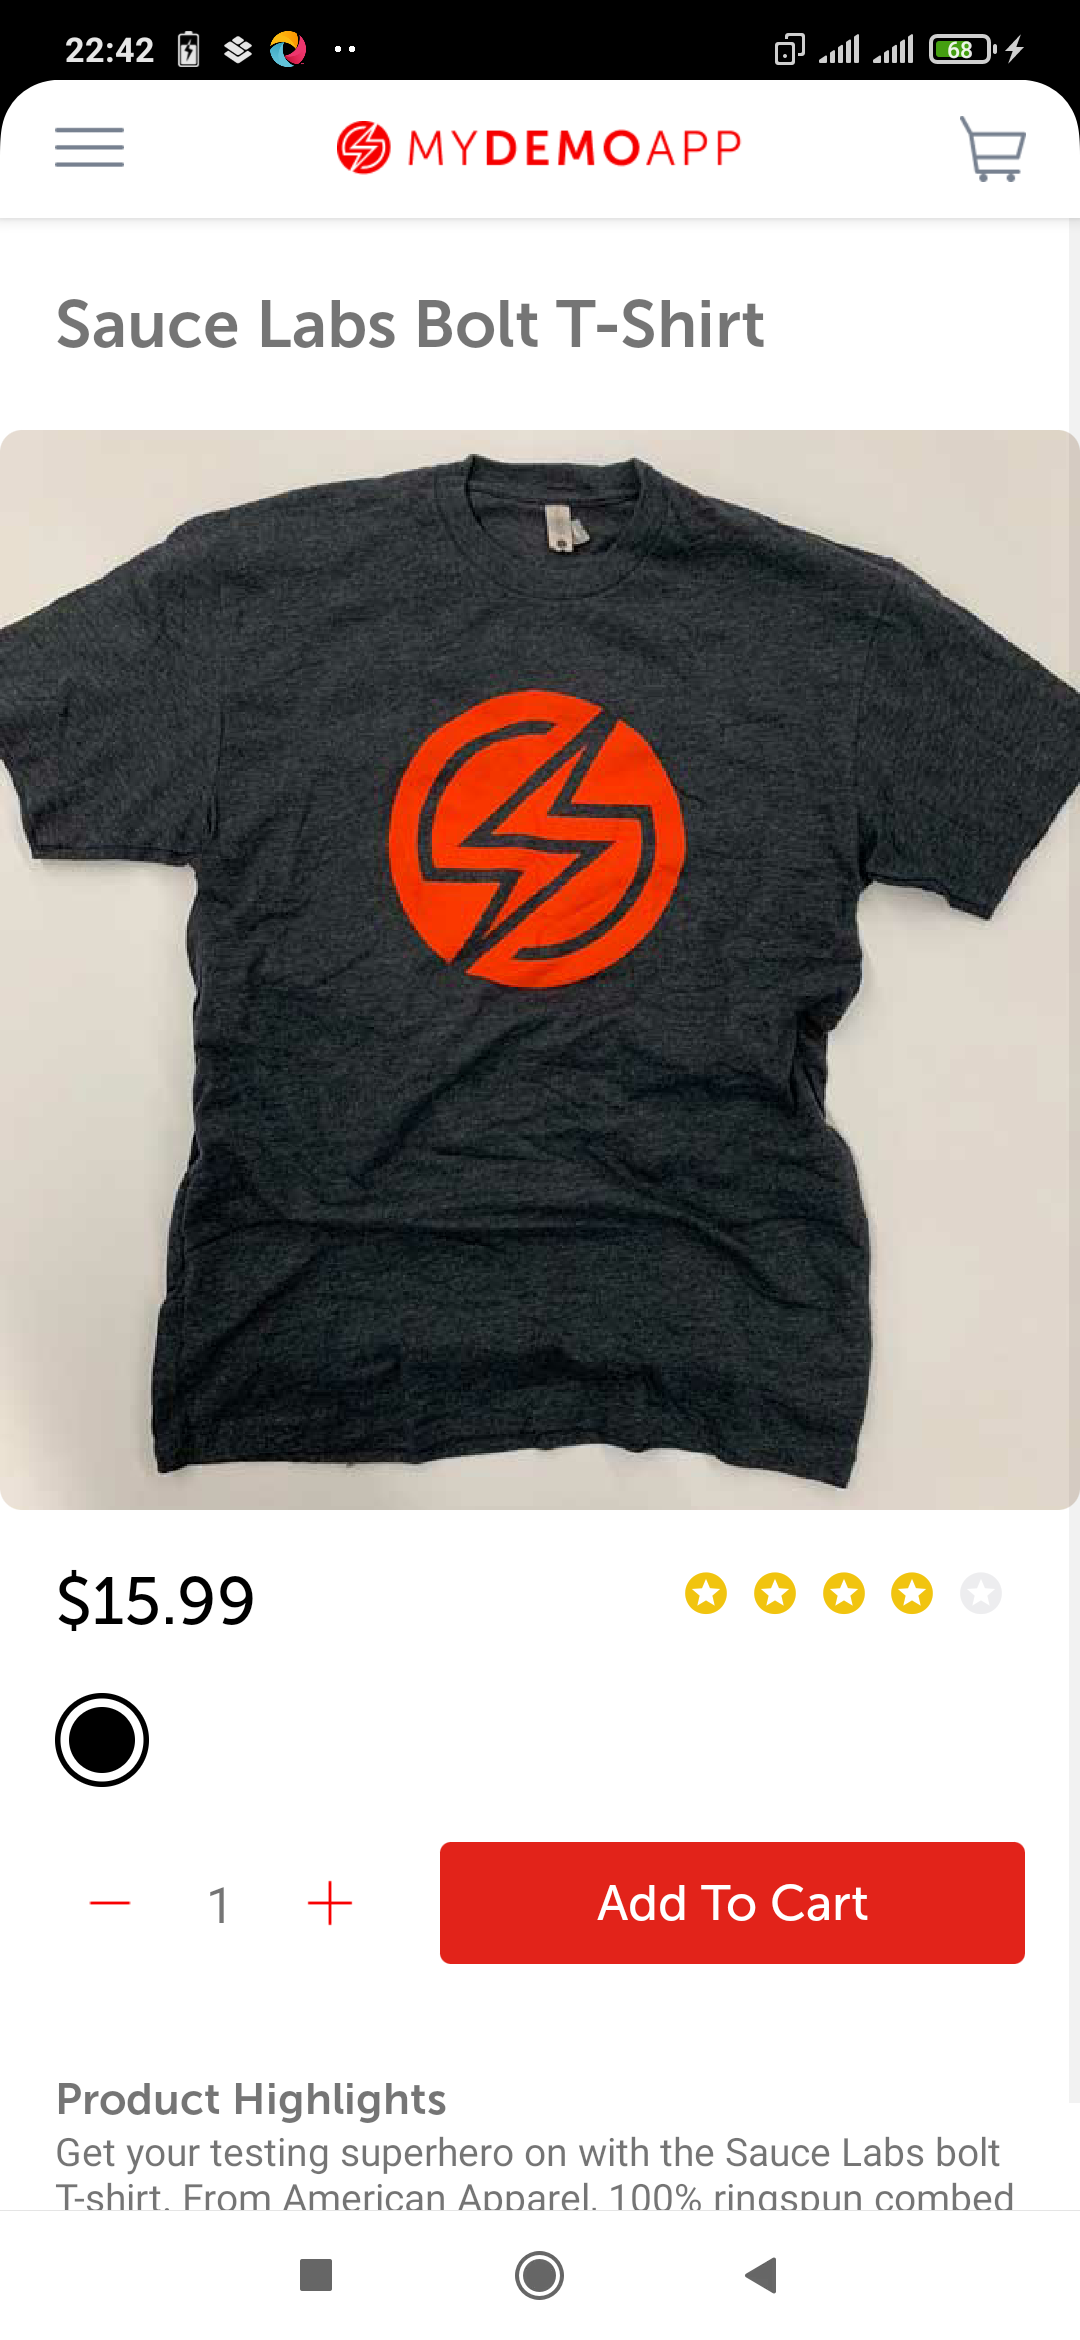 22:42
68
MYDEMOAPP
Sauce Labs Bolt T-Shirt
$15.99
1
Add To Cart
Product Highlights
Get your testing superhero on with the Sauce Labs bolt
T-shirt. From American Apparel, 100% ringspun combed